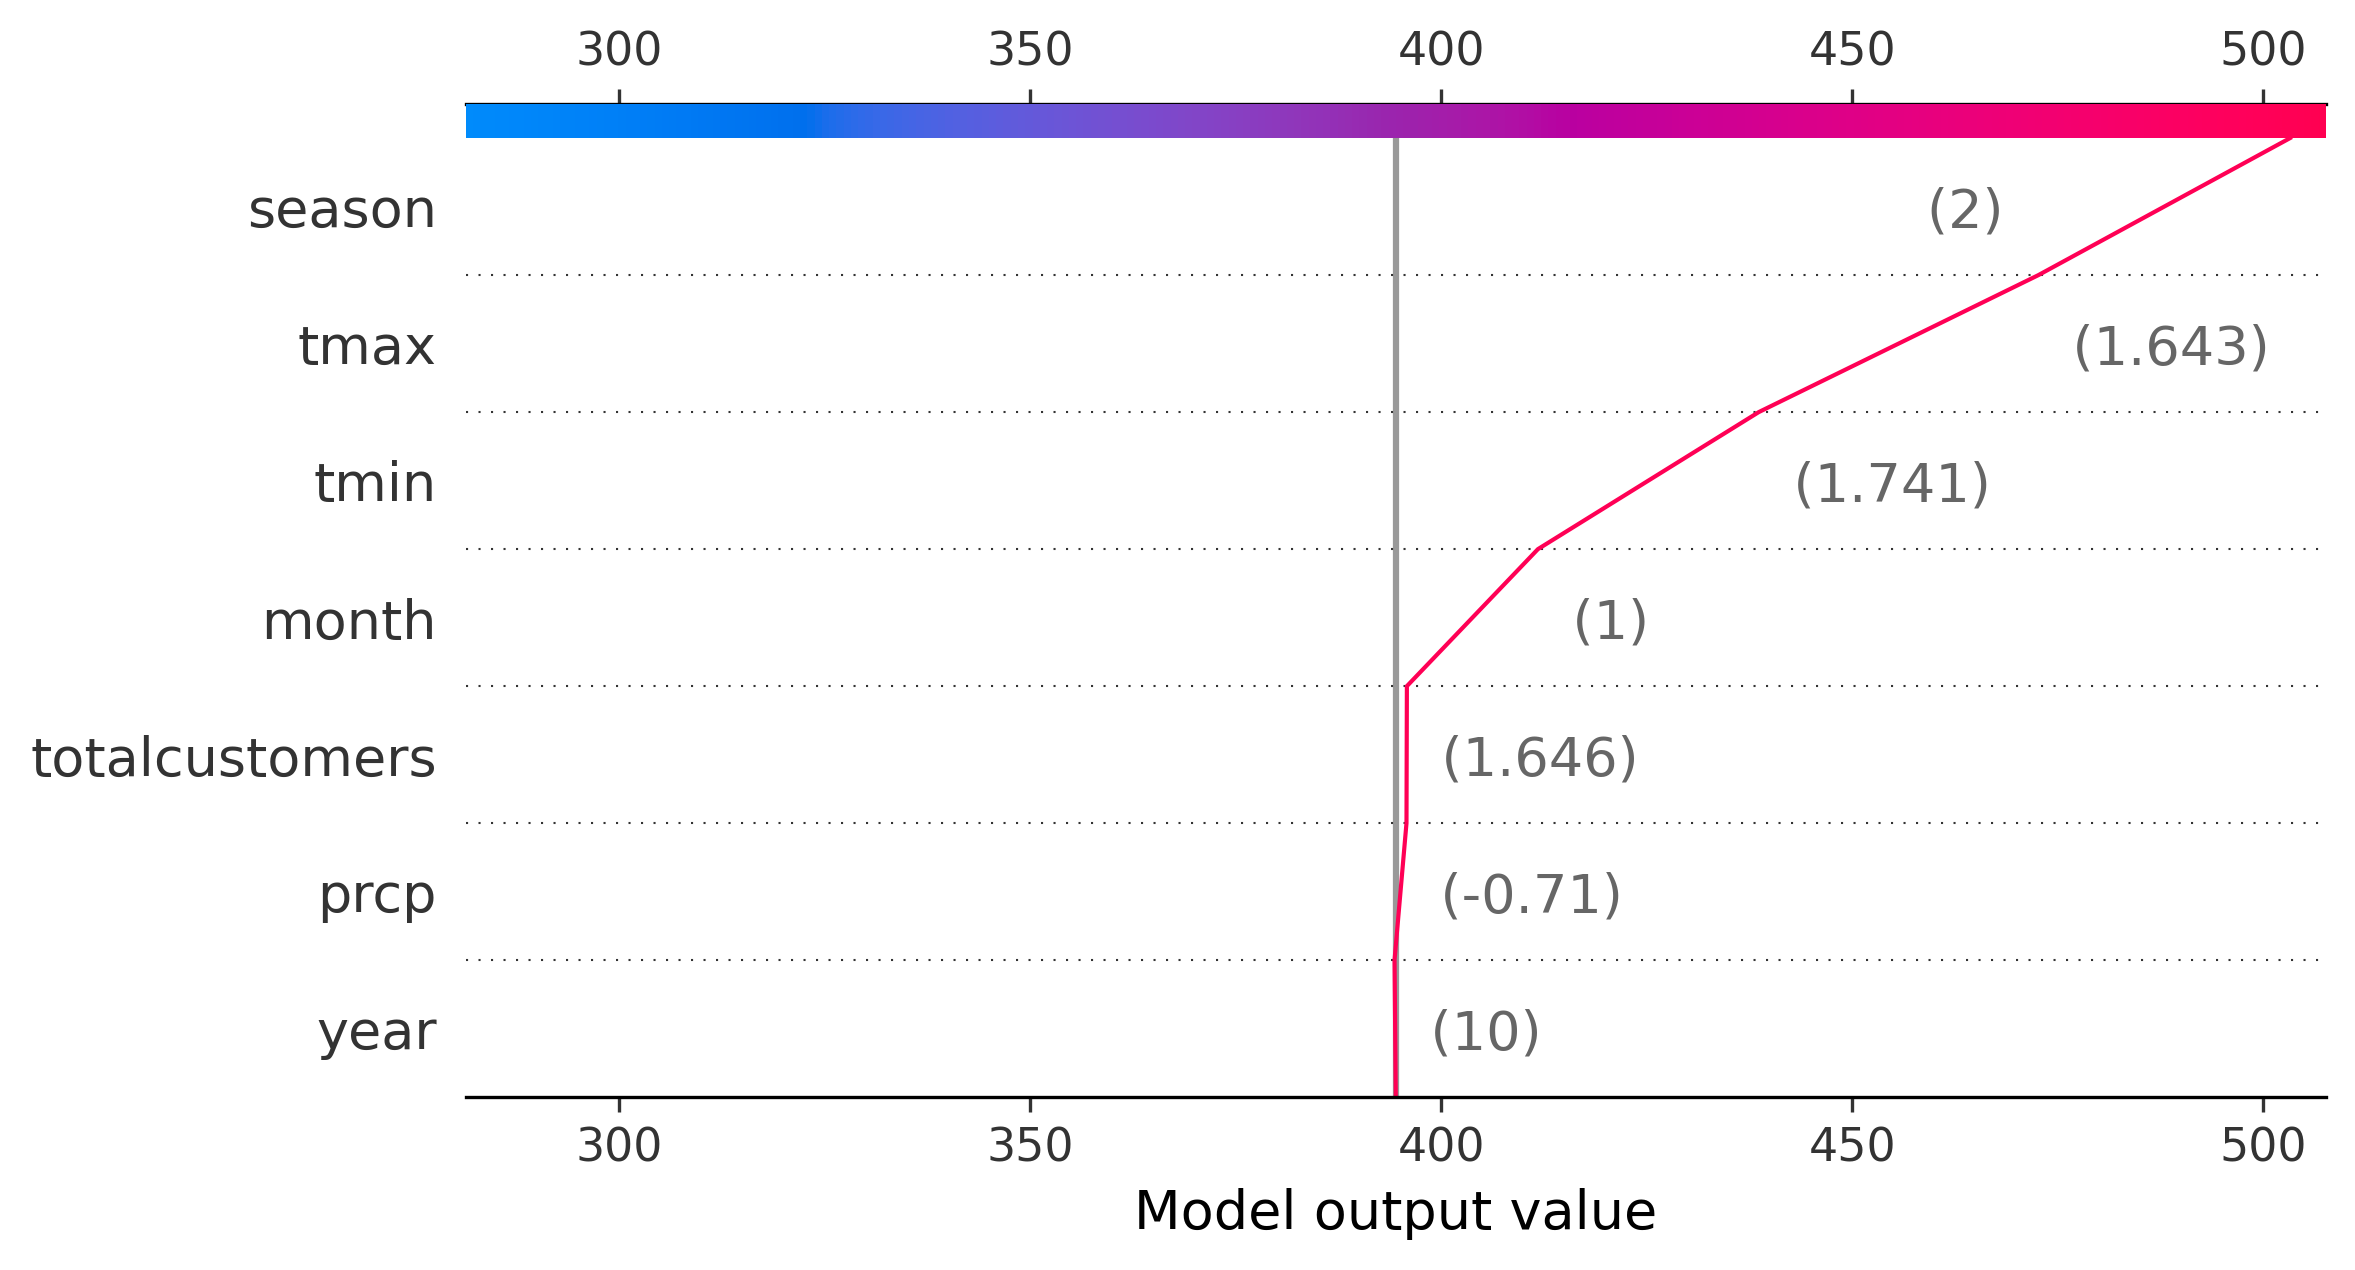 300 350 400 450 500
season (2)
tmax (1.643)
tmin (1.741)
month (1)
totalcustomers (1.646)
prcp (-0.71)
year (10)
300 350 400 450 500
Model output value